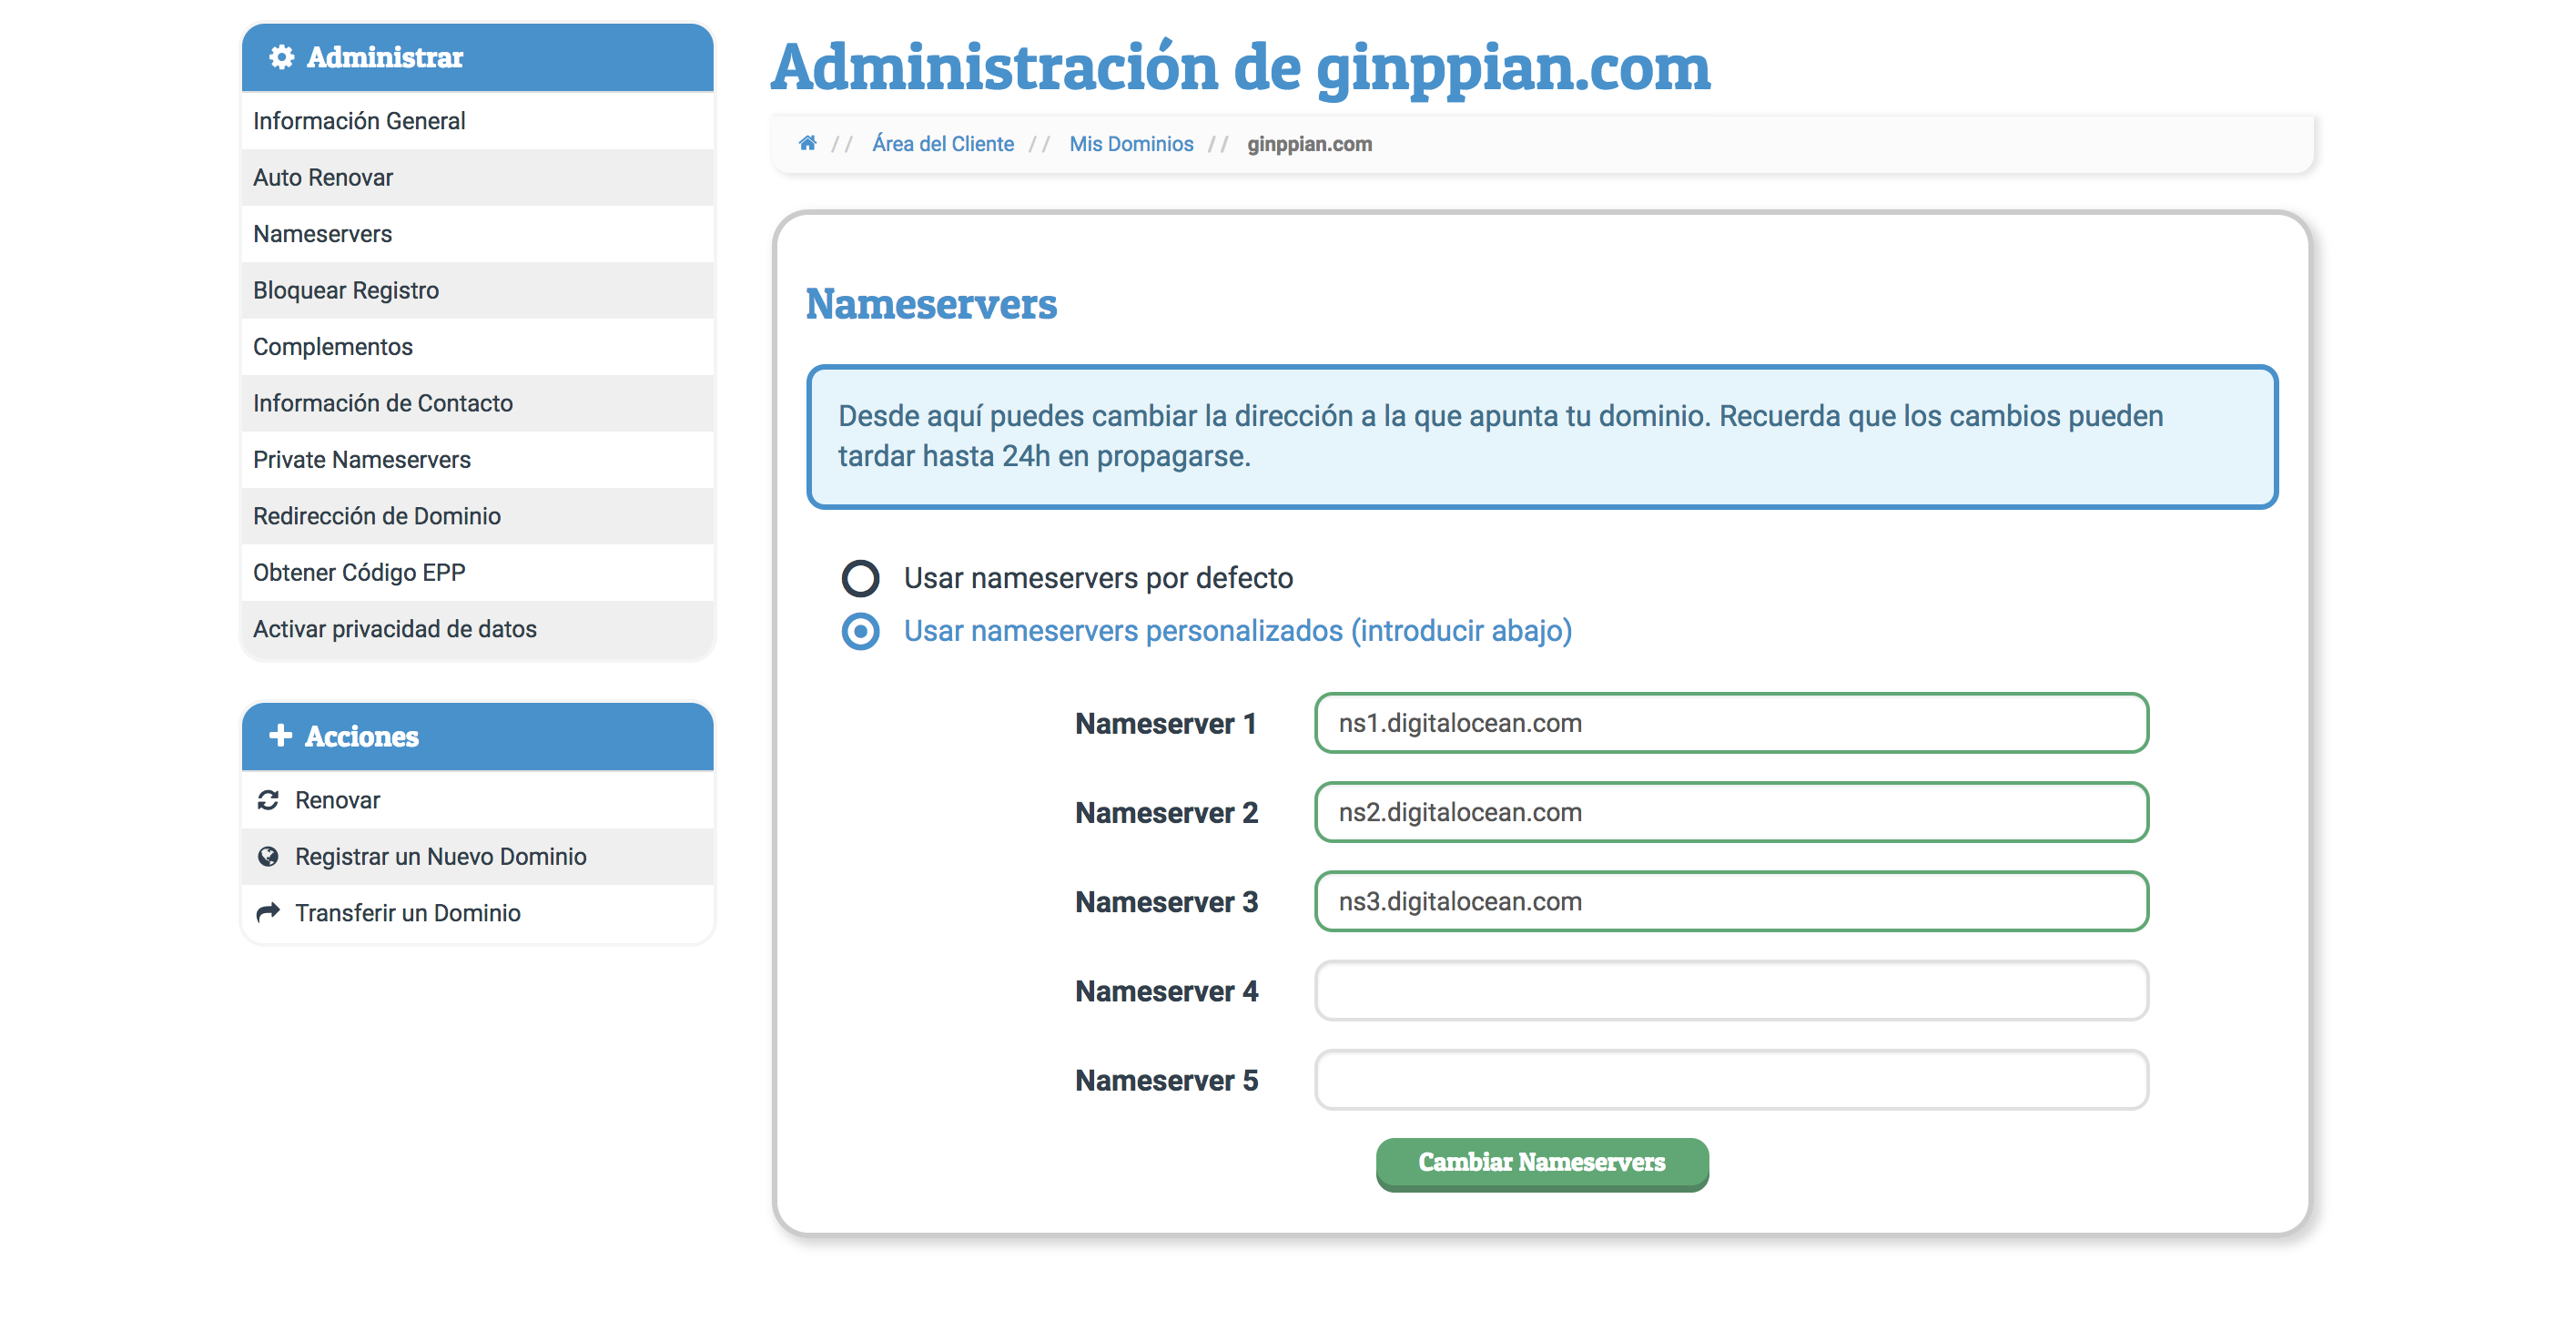 Administrar
Información General
Auto Renovar
Nameservers
Bloquear Registro
Complementos
Información de Contacto
Private Nameservers
Redirección de Dominio
Obtener Código EPP
Activar privacidad de datos
Acciones
Renovar
Registrar un Nuevo Dominio
Transferir un Dominio
Administración de ginppian.com
// Área del Cliente // Mis Dominios // ginppian.com
Nameservers
Desde aquí puedes cambiar la dirección a la que apunta tu dominio. Recuerda que los cambios pueden
tardar hasta 24h en propagarse.
Usar nameservers por defecto
Usar nameservers personalizados (introducir abajo)
Nameserver 1 ns1.digitalocean.com
Nameserver 2 ns2.digitalocean.com
Nameserver 3 ns3.digitalocean.com
Nameserver 4
Nameserver 5
Cambiar Nameservers